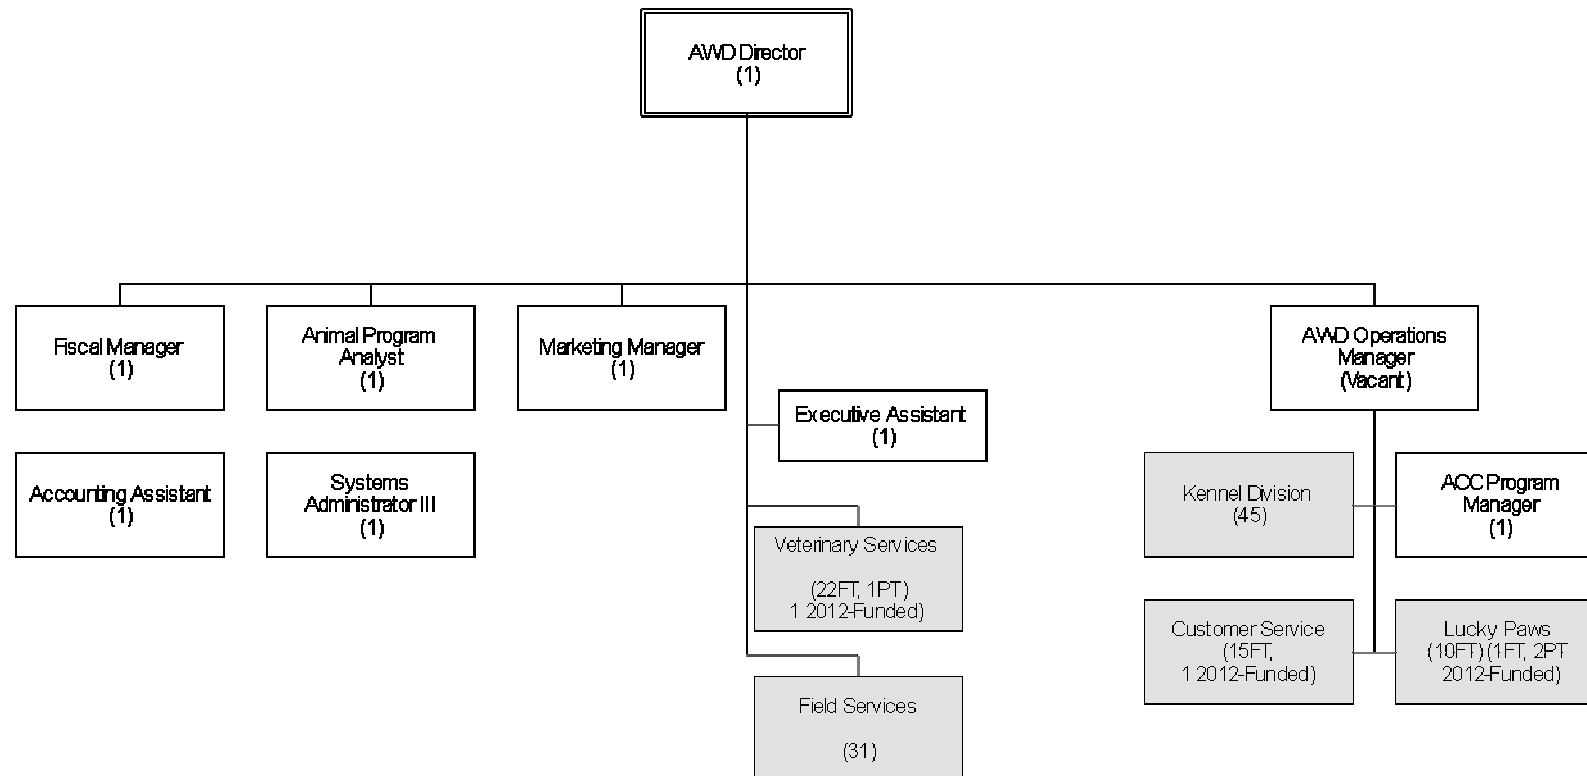 AWD Director
(1)
Fiscal Manager
(1)
Animal Program
Analyst
(1)
Marketing Manager
(1)
AWD Operations
Manager
(Vacant)
Executive Assistant
(1)
Accounting Assistant
(1)
Systems
Administrator III
(1)
Kennel Division
(45)
ACC Program
Manager
(1)
Veterinary Services
(22FT, 1PT)
1 2012-Funded)
Customer Service
(15FT,
1 2012-Funded)
Lucky Paws
(10FT) (1FT, 2PT
2012-Funded)
Field Services
(31)